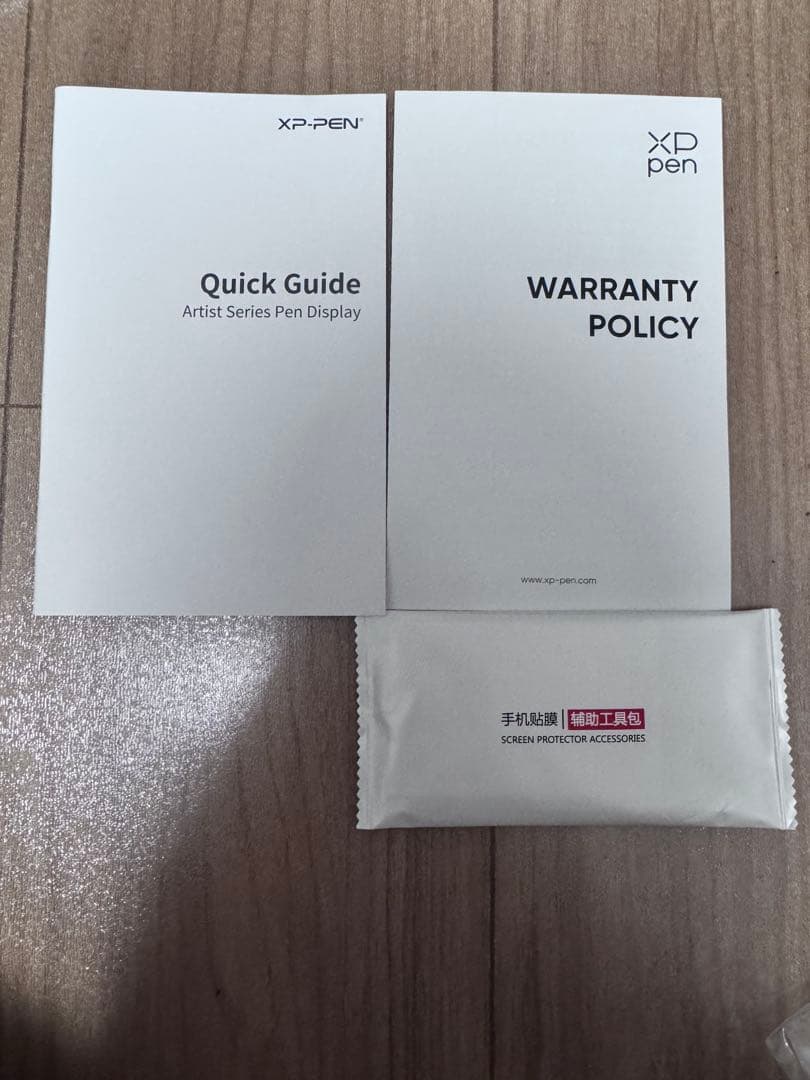 XP-PEN®
Quick Guide
Artist Series Pen Display
XP
pen
WARRANTY
POLICY
www.xp-pen.com
手机贴膜|辅助工具包
SCREEN PROTECTOR ACCESSORIES